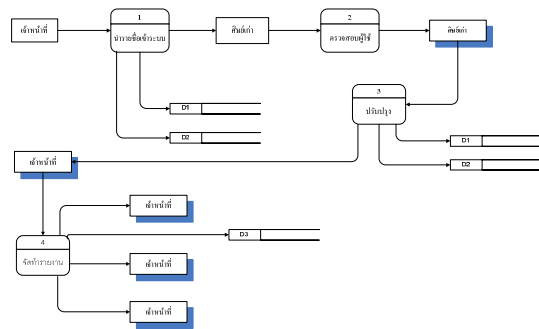 1
2
เจ้าหน้าที่
นำรายชื่อเข้าระบบ
ศิษย์เก่า
ตรวจสอบผู้ใช้
ศิษย์เก่า
3
ปรับปรุง
D1
D2
D1
D2
เจ้าหน้าที่
เจ้าหน้าที่
D3
4
จัดทำรายงาน
เจ้าหน้าที่
เจ้าหน้าที่